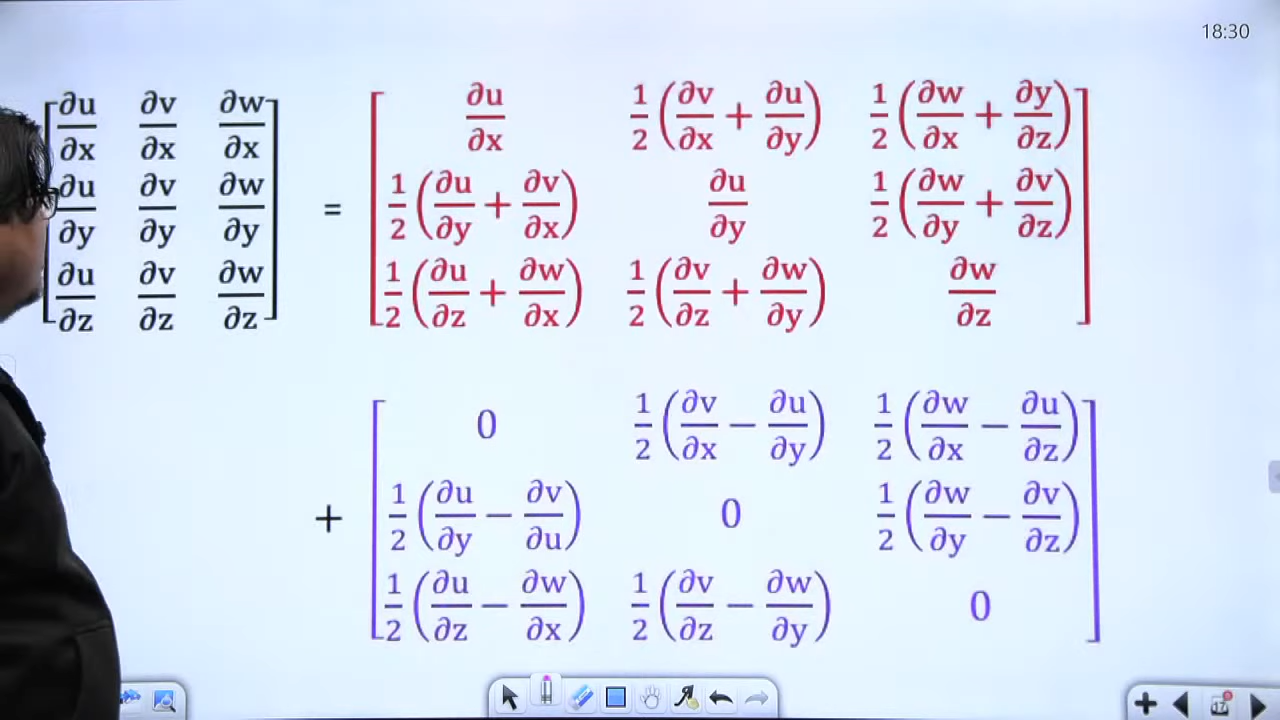 18:30
[∂u/∂x ∂v/∂x ∂w/∂x] = [∂u/∂x 1/2(∂v/∂x + ∂u/∂y) 1/2(∂w/∂x + ∂y/∂z)]
[∂u/∂y ∂v/∂y ∂w/∂y] [1/2(∂u/∂y + ∂v/∂x) ∂u/∂y 1/2(∂w/∂y + ∂v/∂z)]
[∂u/∂z ∂v/∂z ∂w/∂z] [1/2(∂u/∂z + ∂w/∂x) 1/2(∂v/∂z + ∂w/∂y) ∂w/∂z]
+ [0 1/2(∂v/∂x − ∂u/∂y) 1/2(∂w/∂x − ∂u/∂z)]
[1/2(∂u/∂y − ∂v/∂u) 0 1/2(∂w/∂y − ∂v/∂z)]
[1/2(∂u/∂z − ∂w/∂x) 1/2(∂v/∂z − ∂w/∂y) 0]
17